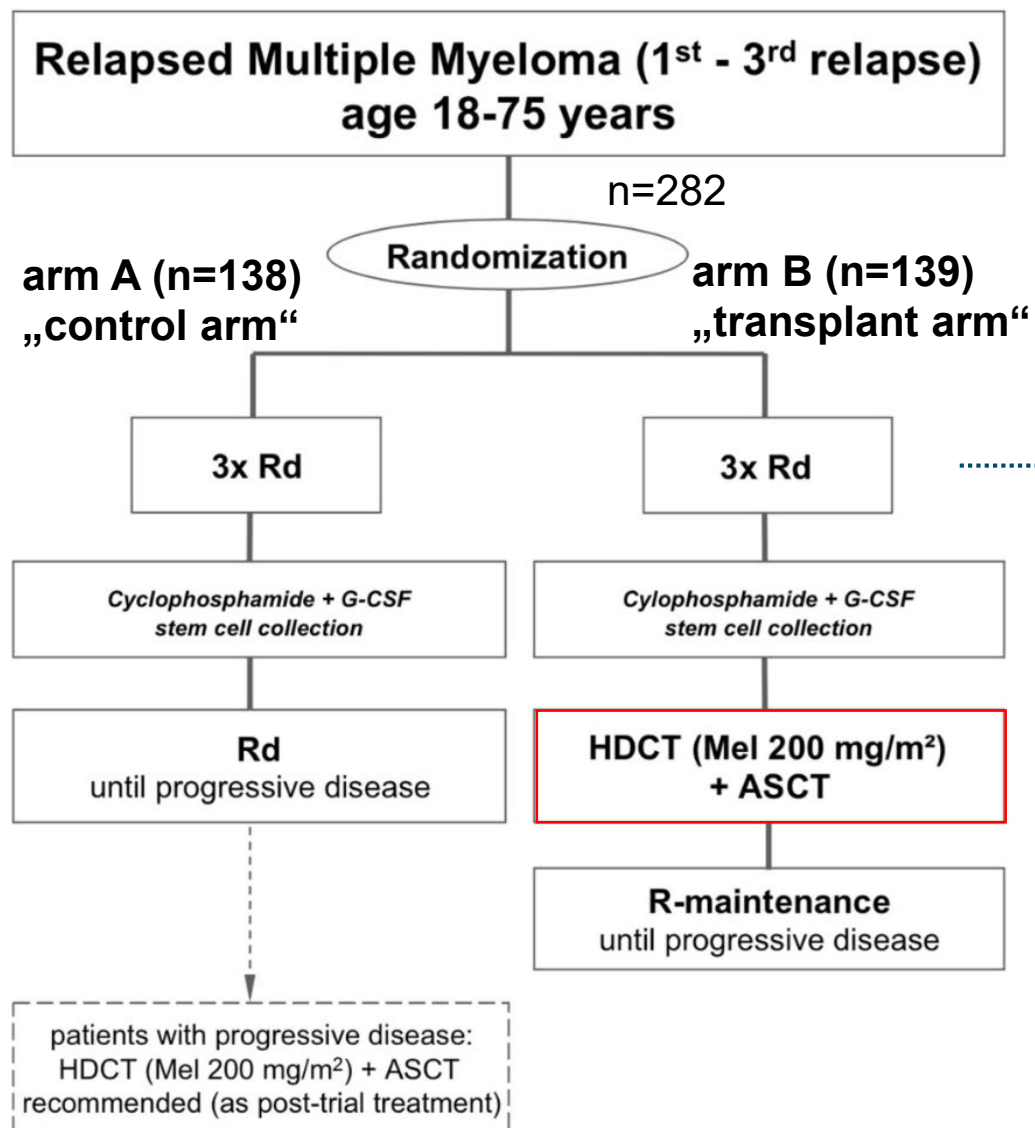 Relapsed Multiple Myeloma (1st - 3rd relapse)
age 18-75 years
n=282
Randomization
arm A (n=138)
„control arm“
arm B (n=139)
„transplant arm“
3x Rd
3x Rd
Cyclophosphamide + G-CSF
stem cell collection
Cylophosphamide + G-CSF
stem cell collection
Rd
until progressive disease
HDCT (Mel 200 mg/m²)
+ ASCT
R-maintenance
until progressive disease
patients with progressive disease:
HDCT (Mel 200 mg/m²) + ASCT
recommended (as post-trial treatment)